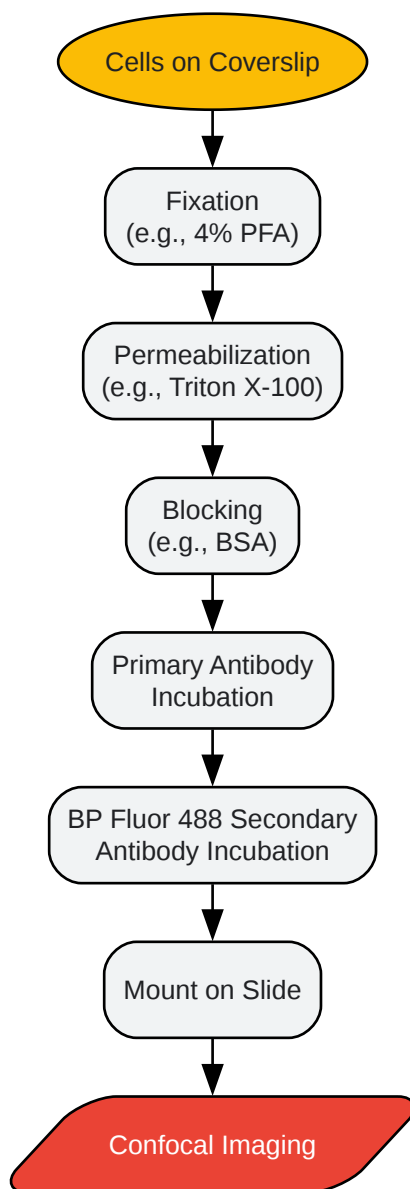 Cells on Coverslip
Fixation
(e.g., 4% PFA)
Permeabilization
(e.g., Triton X-100)
Blocking
(e.g., BSA)
Primary Antibody
Incubation
BP Fluor 488 Secondary
Antibody Incubation
Mount on Slide
Confocal Imaging